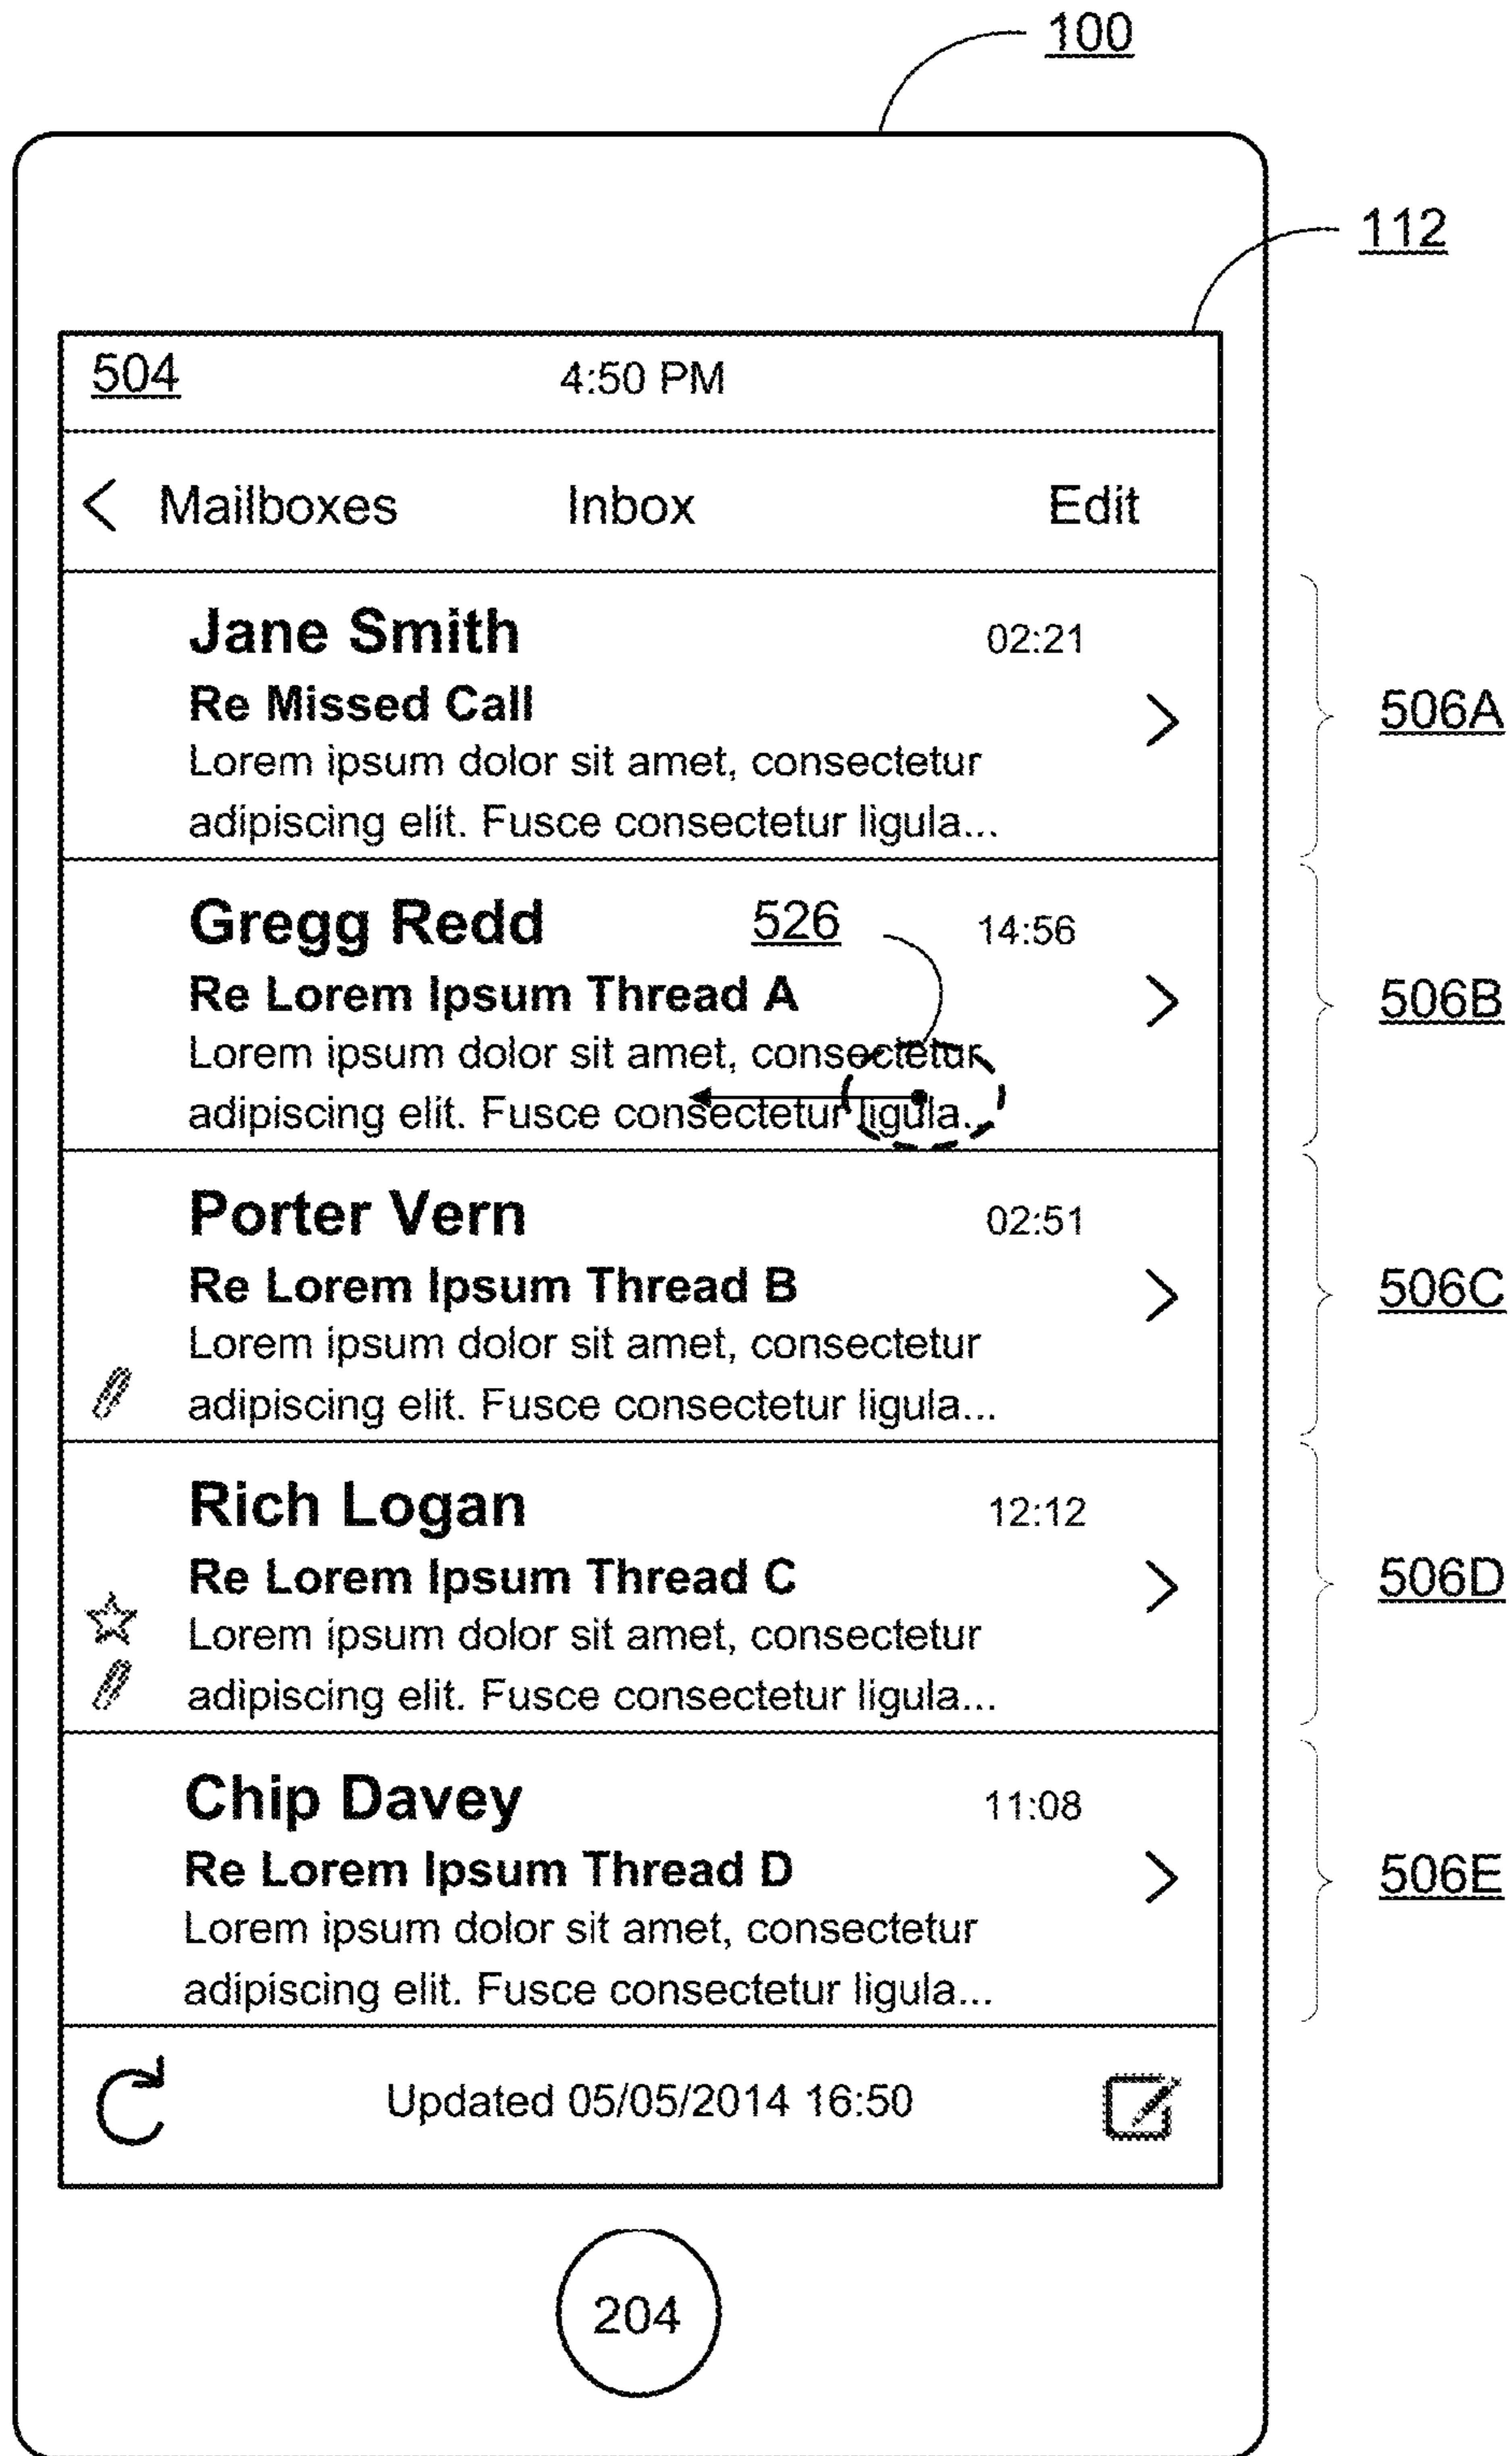 100
112
504 4:50 PM
< Mailboxes Inbox Edit
Jane Smith 02:21
Re Missed Call >
506A
Lorem ipsum dolor sit amet, consectetur
adipiscing elit. Fusce consectetur ligula...
Gregg Redd 526 14:56
Re Lorem Ipsum Thread A >
506B
Lorem ipsum dolor sit amet, consectetur
adipiscing elit. Fusce consectetur ligula...
Porter Vern 02:51
Re Lorem Ipsum Thread B >
506C
Lorem ipsum dolor sit amet, consectetur
adipiscing elit. Fusce consectetur ligula...
Rich Logan 12:12
Re Lorem Ipsum Thread C >
506D
Lorem ipsum dolor sit amet, consectetur
adipiscing elit. Fusce consectetur ligula...
Chip Davey 11:08
Re Lorem Ipsum Thread D >
506E
Lorem ipsum dolor sit amet, consectetur
adipiscing elit. Fusce consectetur ligula...
Updated 05/05/2014 16:50
204